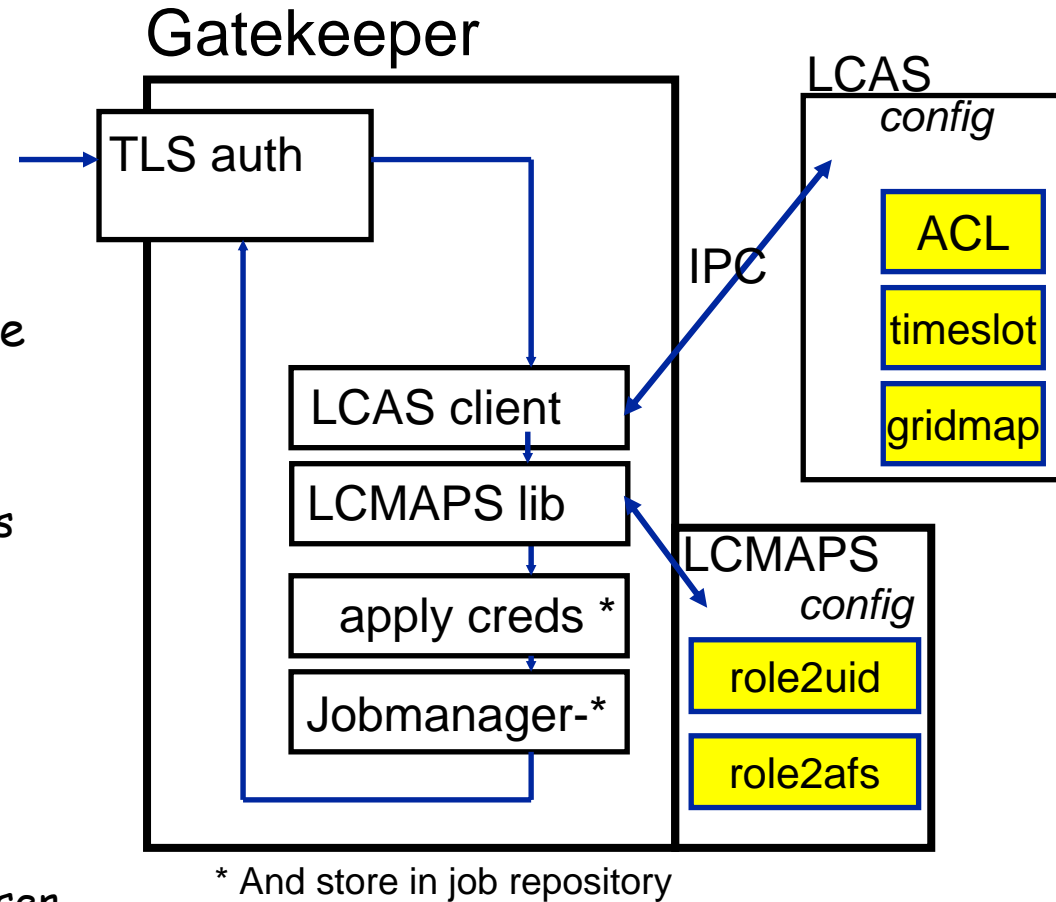 Gatekeeper
LCAS
config
TLS auth
ACL
IPC
timeslot
e
LCAS client
gridmap
LCMAPS lib
s
LCMAPS
config
apply creds *
role2uid
Jobmanager-*
role2afs
* And store in job repository